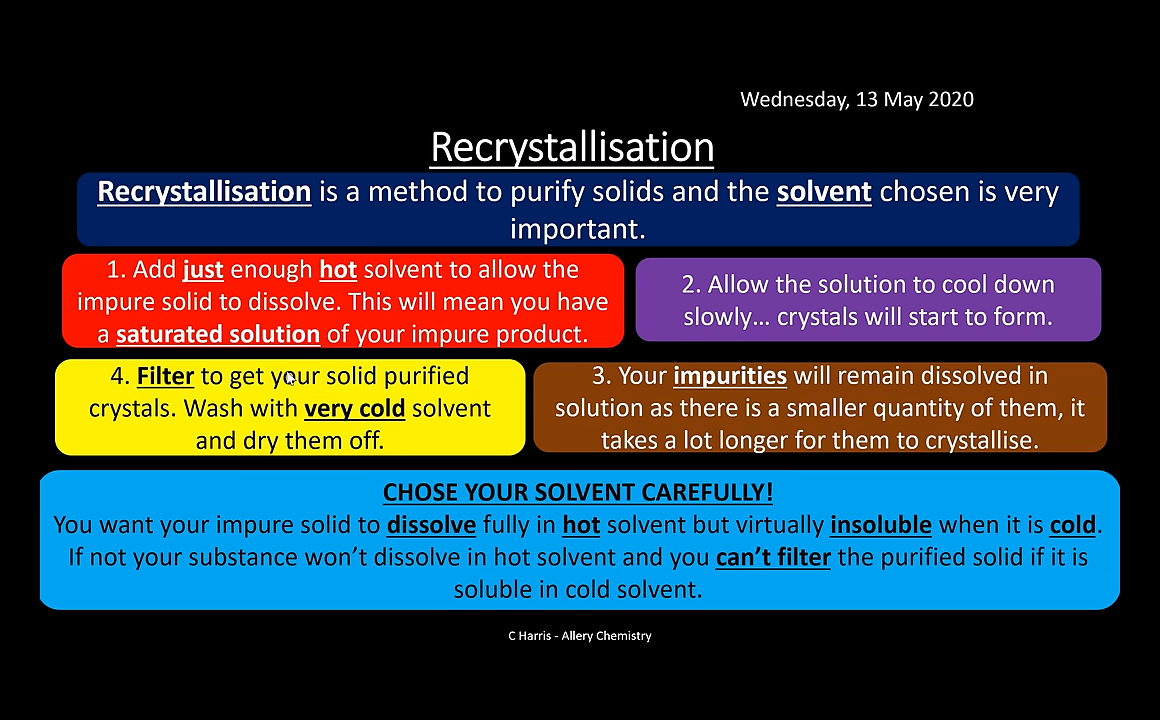 Wednesday, 13 May 2020
Recrystallisation
Recrystallisation is a method to purify solids and the solvent chosen is very
important.
1. Add just enough hot solvent to allow the
impure solid to dissolve. This will mean you have
a saturated solution of your impure product.
2. Allow the solution to cool down
slowly... crystals will start to form.
4. Filter to get your solid purified
crystals. Wash with very cold solvent
and dry them off.
3. Your impurities will remain dissolved in
solution as there is a smaller quantity of them, it
takes a lot longer for them to crystallise.
CHOSE YOUR SOLVENT CAREFULLY!
You want your impure solid to dissolve fully in hot solvent but virtually insoluble when it is cold.
If not your substance won’t dissolve in hot solvent and you can’t filter the purified solid if it is
soluble in cold solvent.
C Harris - Allery Chemistry